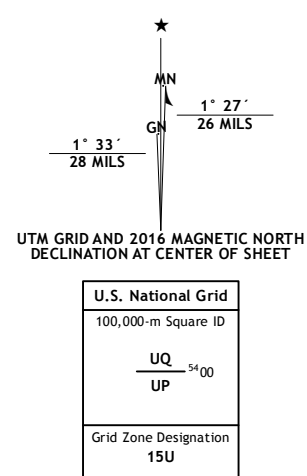 ★
MN
GN
1° 27´
26 MILS
1° 33´
28 MILS
UTM GRID AND 2016 MAGNETIC NORTH
DECLINATION AT CENTER OF SHEET
U.S. National Grid
100,000-m Square ID
UQ
5400
UP
Grid Zone Designation
15U